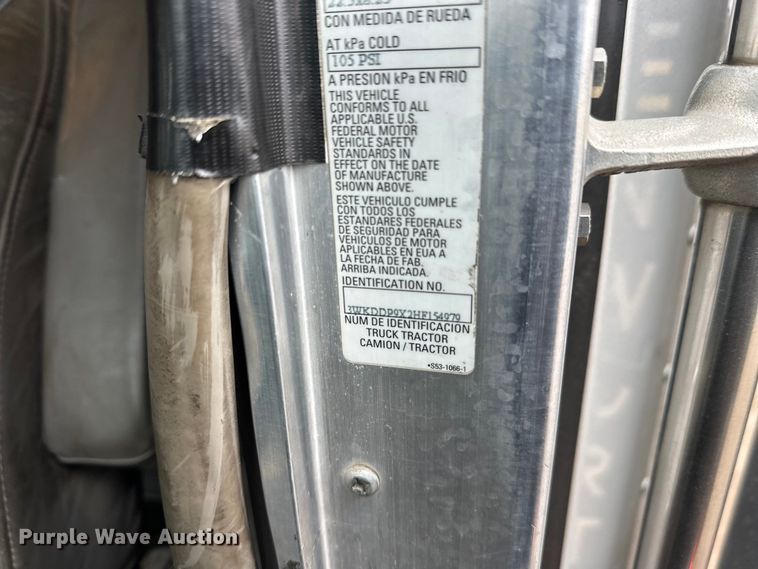 CON MEDIDA DE RUEDA
AT kPa COLD
105 PSI
A PRESION kPa EN FRIO
THIS VEHICLE
CONFORMS TO ALL
APPLICABLE U.S.
FEDERAL MOTOR
VEHICLE SAFETY
STANDARDS IN
EFFECT ON THE DATE
OF MANUFACTURE
SHOWN ABOVE.
ESTE VEHICULO CUMPLE
CON TODOS LOS
ESTANDARES FEDERALES
DE SEGURIDAD PARA
VEHICULOS DE MOTOR
APLICABLES EN EUA A
LA FECHA DE FAB.
ARRIBA INDICADA.
IDENTIFICATION NO.
3WKDDP9X2HF154979
NUM DE IDENTIFICACION
TRUCK TRACTOR
CAMION / TRACTOR
*S53-1066-1
Purple Wave Auction